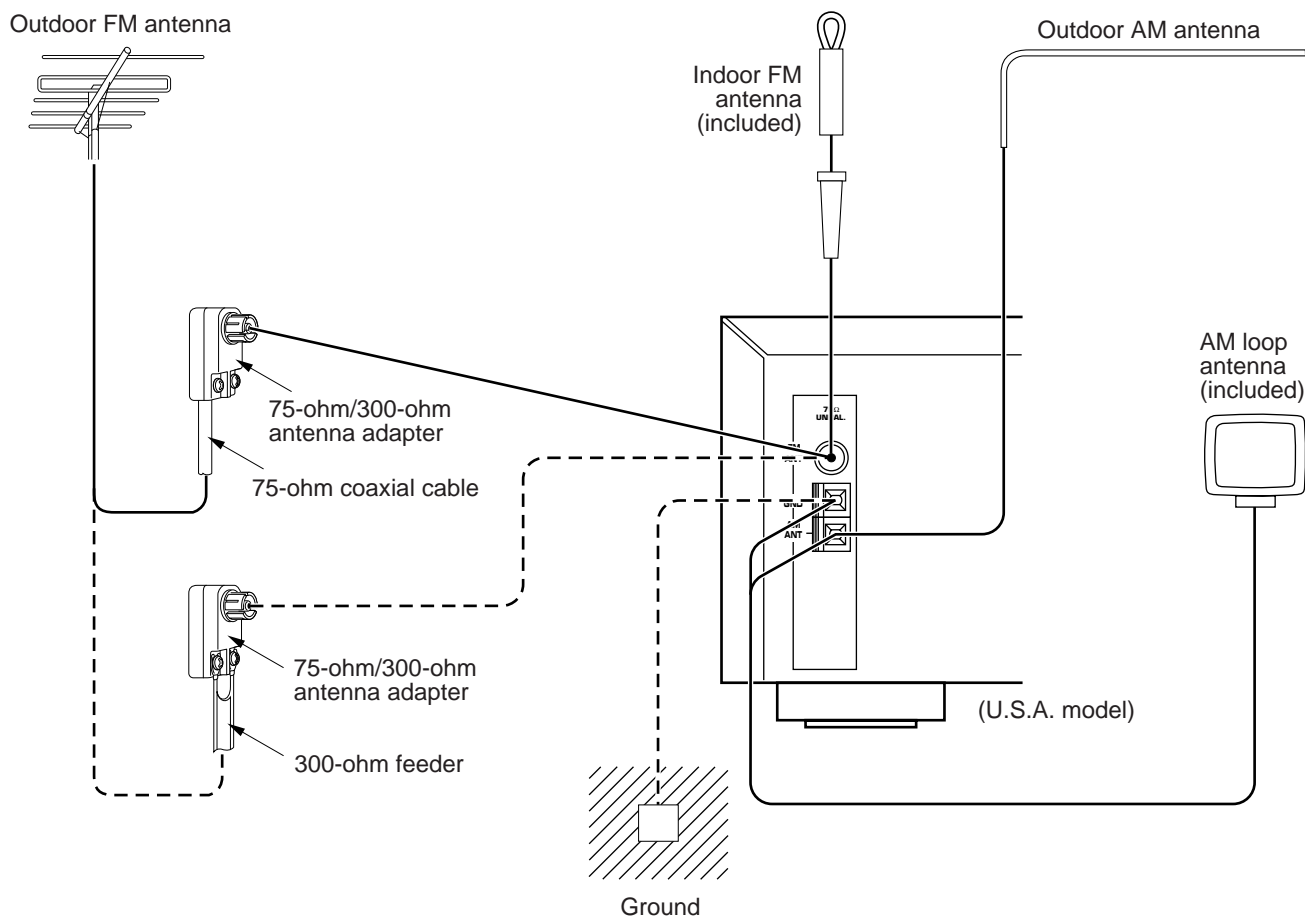 Outdoor FM antenna
Outdoor AM antenna
Indoor FM
antenna
(included)
AM loop
antenna
(included)
75-ohm/300-ohm
antenna adapter
75-ohm coaxial cable
GND
ANT
75-ohm/300-ohm
antenna adapter
300-ohm feeder
(U.S.A. model)
Ground